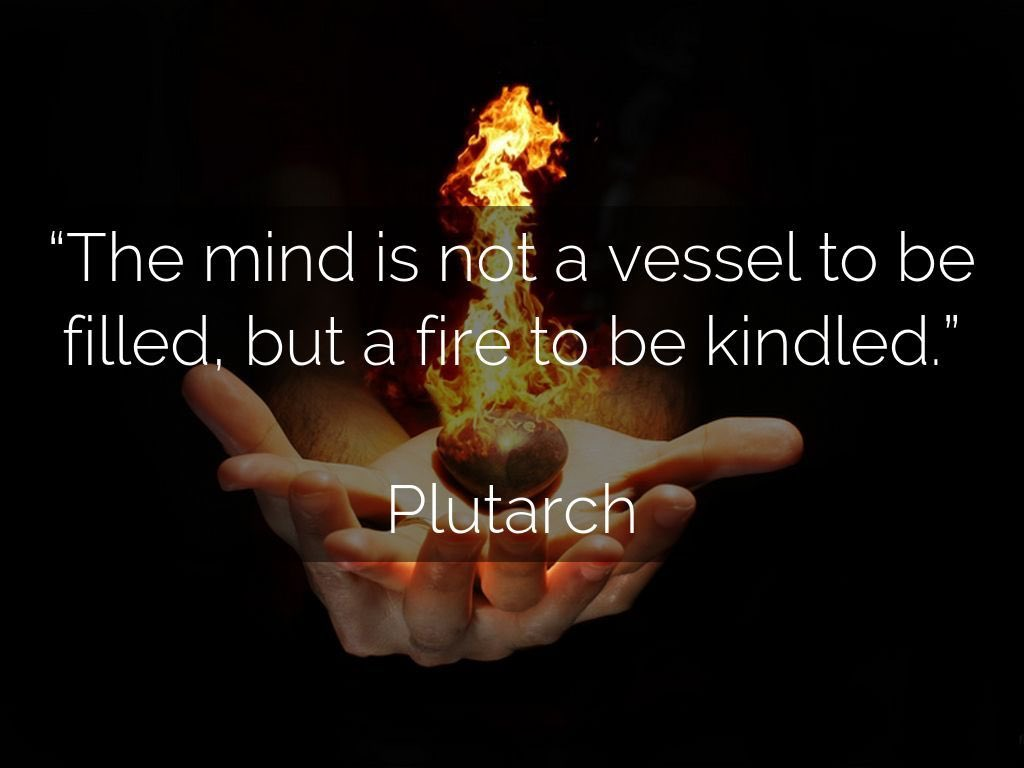 “The mind is not a vessel to be
filled, but a fire to be kindled.”
Plutarch